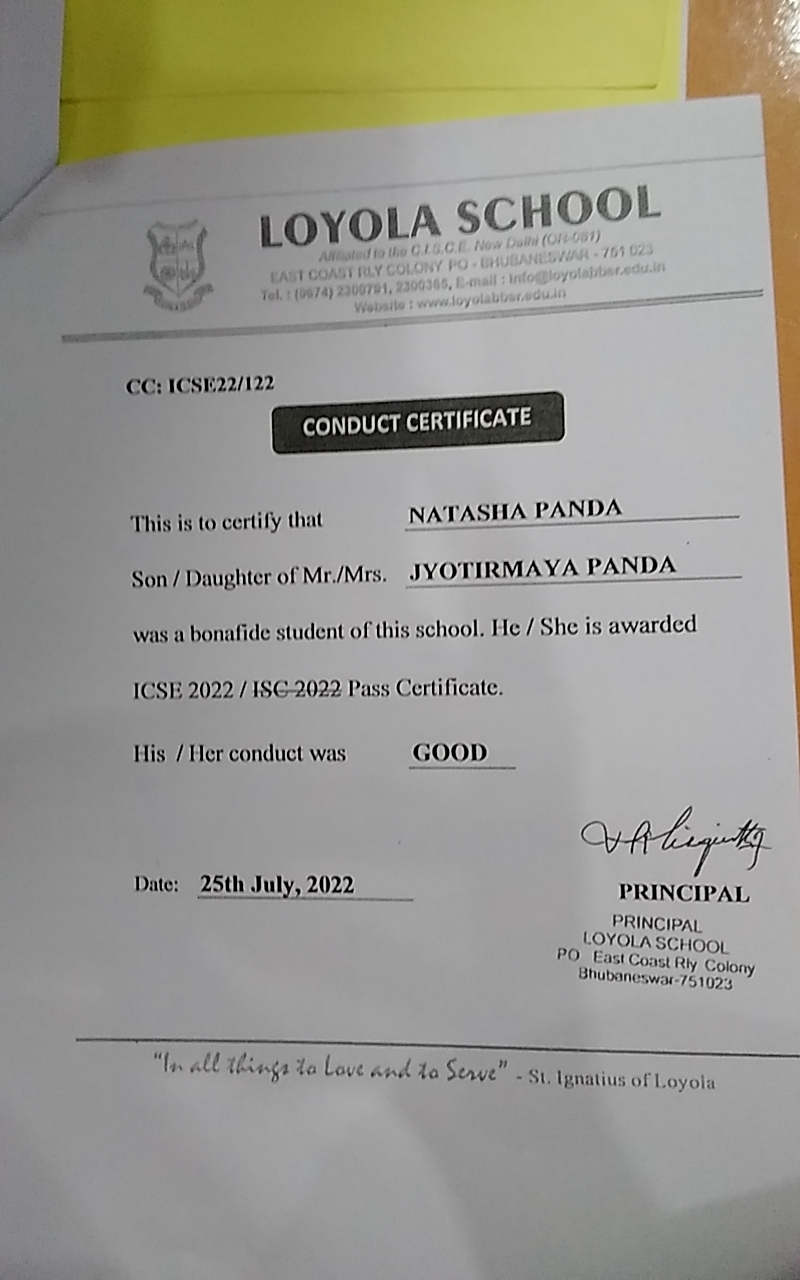 LOYOLA SCHOOL
Affiliated to the C.I.S.C.E. New Delhi (OR-081)
EAST COAST RLY COLONY PO - BHUBANESWAR - 751 023
Tel. : (0674) 2300791, 2300365, E-mail : info@loyolabbsr.edu.in
Website : www.loyolabbsr.edu.in
CC: ICSE22/122
CONDUCT CERTIFICATE
This is to certify that NATASHA PANDA
Son / Daughter of Mr./Mrs. JYOTIRMAYA PANDA
was a bonafide student of this school. He / She is awarded
ICSE 2022 / ISC 2022 Pass Certificate.
His / Her conduct was GOOD
Date: 25th July, 2022
PRINCIPAL
PRINCIPAL
LOYOLA SCHOOL
PO East Coast Rly Colony
Bhubaneswar-751023
"In all things to Love and to Serve" - St. Ignatius of Loyola